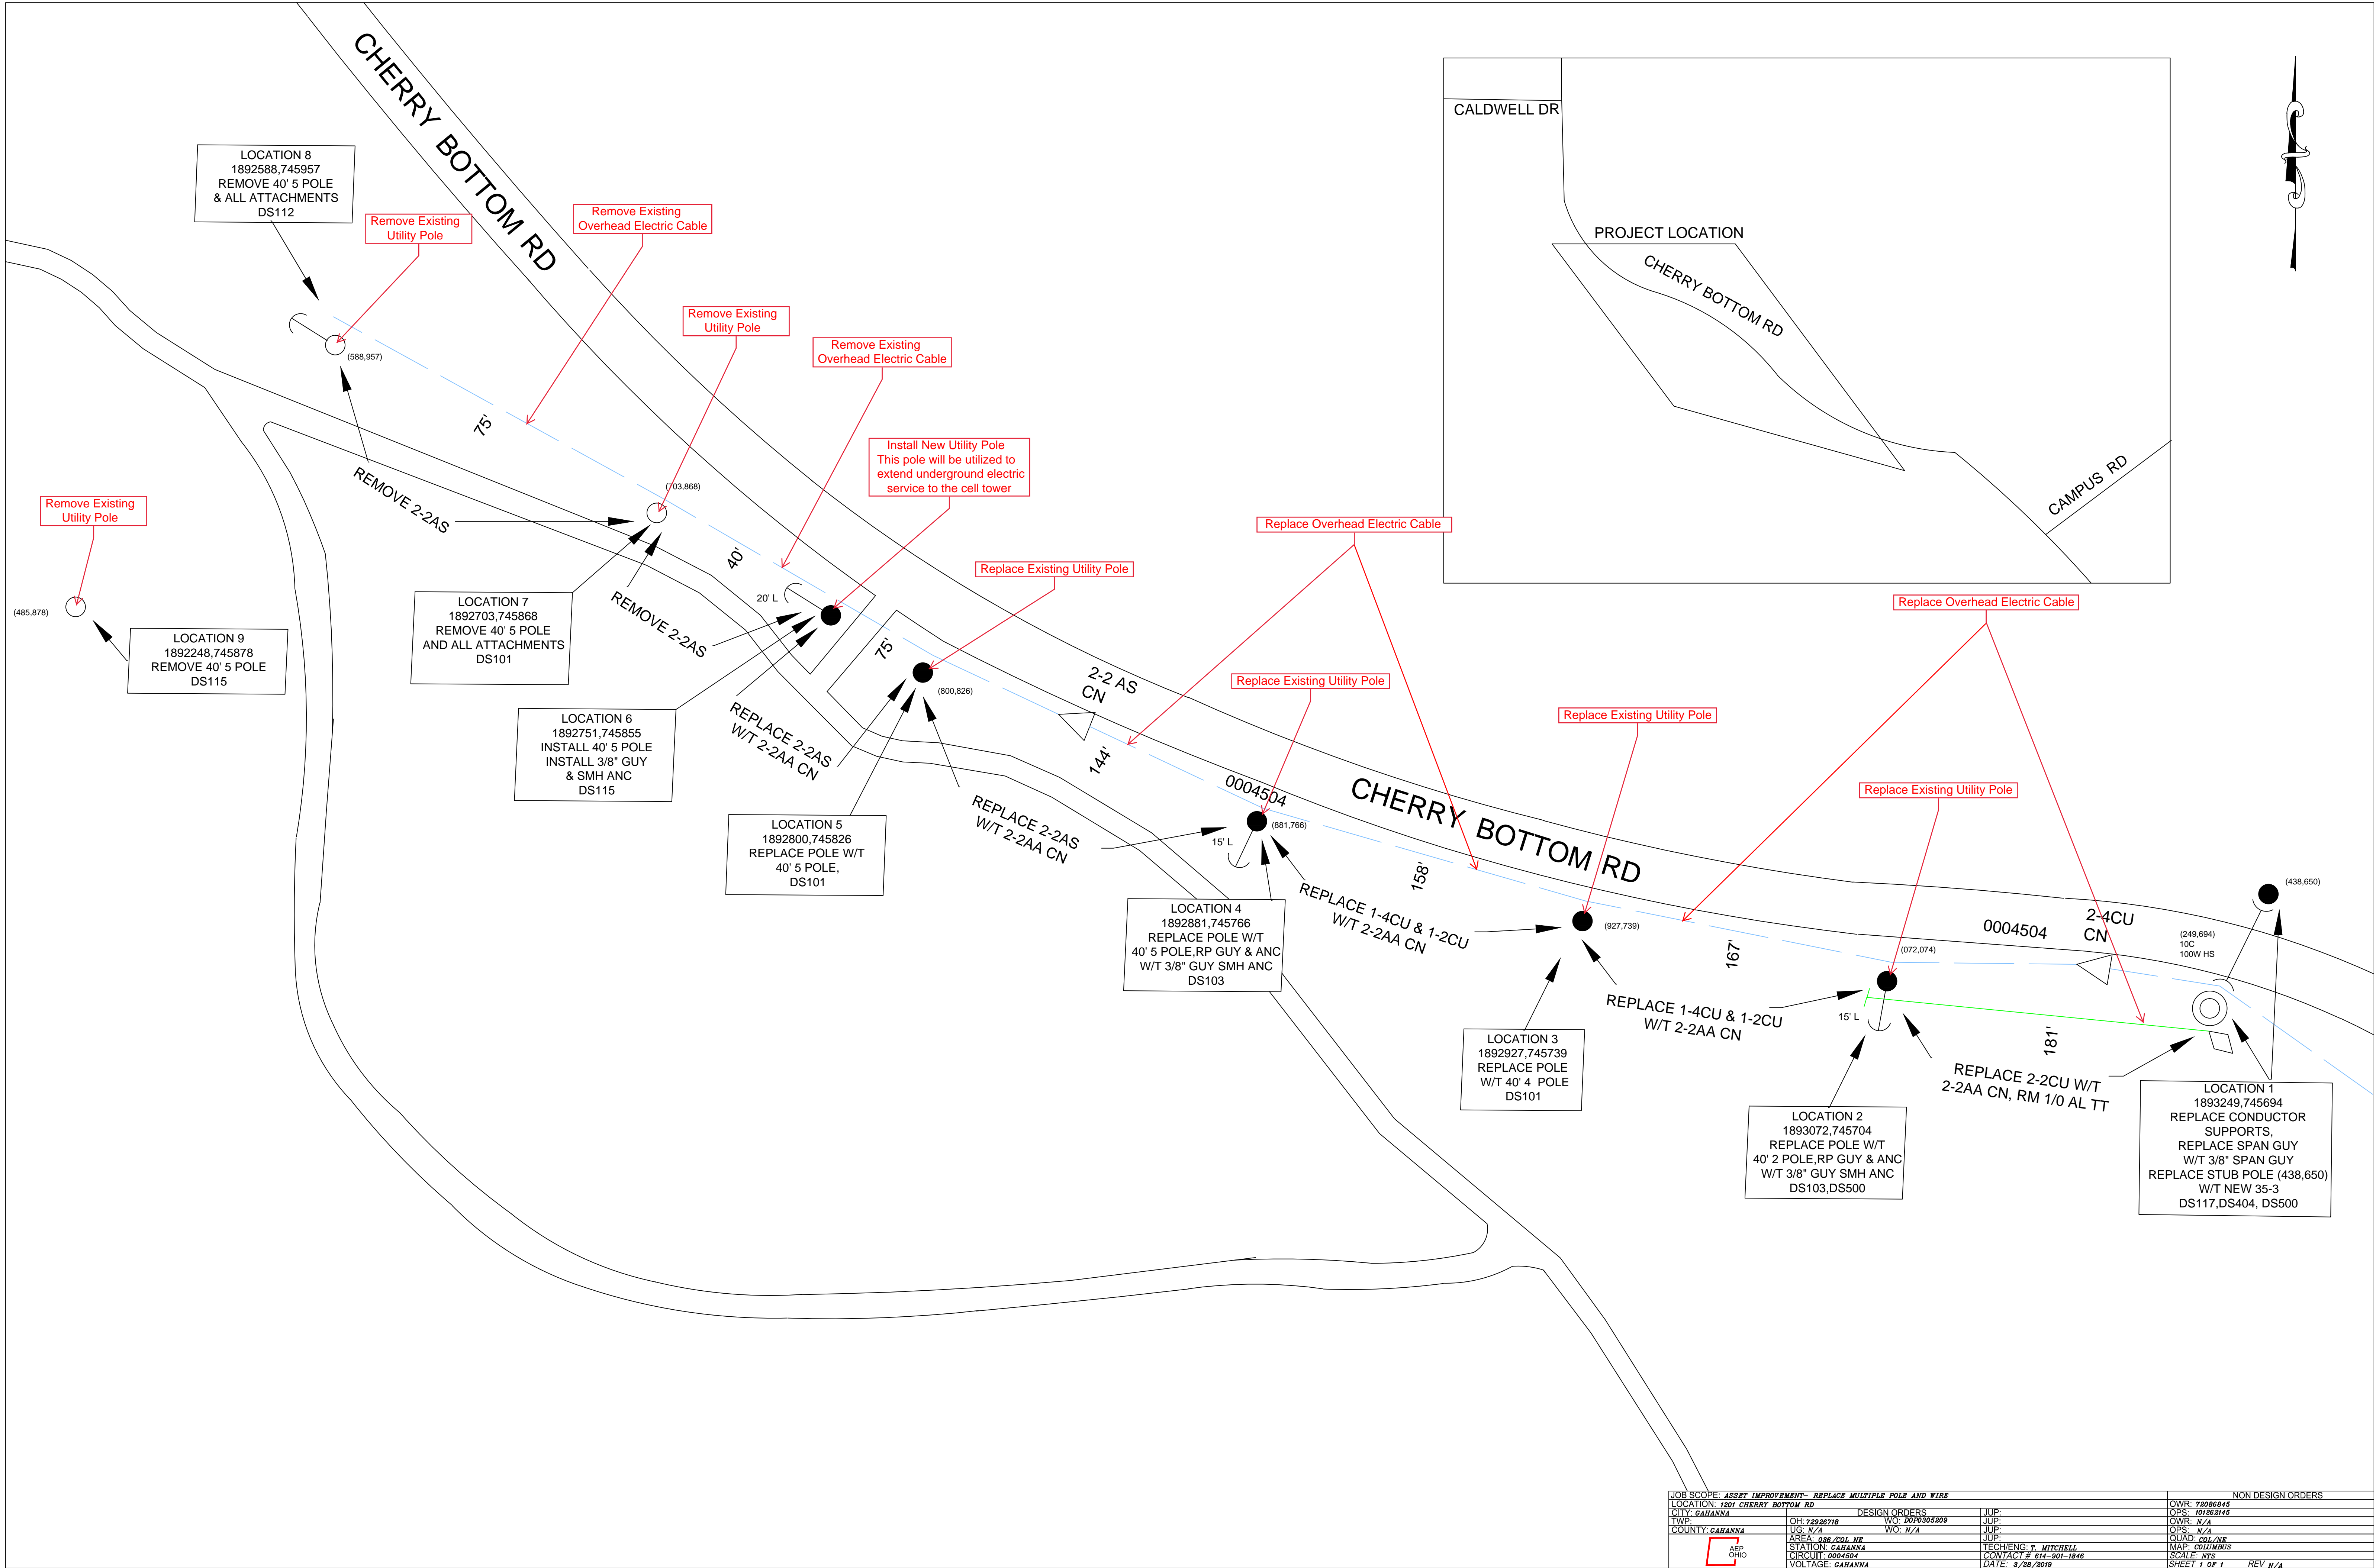 CHERRY BOTTOM RD
LOCATION 8
1892588,745957
REMOVE 40' 5 POLE
& ALL ATTACHMENTS
DS112
Remove Existing
Utility Pole
Remove Existing
Overhead Electric Cable
(588,957)
75'
REMOVE 2-2AS
Remove Existing
Utility Pole
(703,868)
Remove Existing
Overhead Electric Cable
Install New Utility Pole
This pole will be utilized to
extend underground electric
service to the cell tower
Remove Existing
Utility Pole
(485,878)
LOCATION 9
1892248,745878
REMOVE 40' 5 POLE
DS115
LOCATION 7
1892703,745868
REMOVE 40' 5 POLE
AND ALL ATTACHMENTS
DS101
40'
REMOVE 2-2AS
20' L
LOCATION 6
1892751,745855
INSTALL 40' 5 POLE
INSTALL 3/8" GUY
& SMH ANC
DS115
Replace Existing Utility Pole
75'
(800,826)
REPLACE 2-2AS
W/T 2-2AA CN
LOCATION 5
1892800,745826
REPLACE POLE W/T
40' 5 POLE,
DS101
REPLACE 2-2AS
W/T 2-2AA CN
2-2 AS
CN
144'
0004504
Replace Overhead Electric Cable
Replace Existing Utility Pole
(881,766)
15' L
LOCATION 4
1892881,745766
REPLACE POLE W/T
40' 5 POLE,RP GUY & ANC
W/T 3/8" GUY SMH ANC
DS103
CHERRY BOTTOM RD
158'
REPLACE 1-4CU & 1-2CU
W/T 2-2AA CN
Replace Existing Utility Pole
(927,739)
LOCATION 3
1892927,745739
REPLACE POLE
W/T 40' 4 POLE
DS101
167'
REPLACE 1-4CU & 1-2CU
W/T 2-2AA CN
Replace Overhead Electric Cable
Replace Existing Utility Pole
(072,074)
15' L
LOCATION 2
1893072,745704
REPLACE POLE W/T
40' 2 POLE,RP GUY & ANC
W/T 3/8" GUY SMH ANC
DS103,DS500
0004504
2-4CU
CN
181'
REPLACE 2-2CU W/T
2-2AA CN, RM 1/0 AL TT
(249,694)
10C
100W HS
(438,650)
LOCATION 1
1893249,745694
REPLACE CONDUCTOR
SUPPORTS,
REPLACE SPAN GUY
W/T 3/8" SPAN GUY
REPLACE STUB POLE (438,650)
W/T NEW 35-3
DS117,DS404, DS500
CALDWELL DR
PROJECT LOCATION
CHERRY BOTTOM RD
CAMPUS RD
JOB SCOPE: ASSET IMPROVEMENT- REPLACE MULTIPLE POLE AND WIRE
NON DESIGN ORDERS
LOCATION: 1201 CHERRY BOTTOM RD
OWR: 72086845
CITY: GAHANNA
DESIGN ORDERS
JUP:
OPS: 101262145
TWP:
OH: 72926718
WO: DOP0305209
JUP:
OWR: N/A
COUNTY: GAHANNA
UG: N/A
WO: N/A
JUP:
OPS: N/A
AEP
OHIO
AREA: 036/COL NE
JUP:
QUAD: COL/NE
STATION: GAHANNA
TECH/ENG: T. MITCHELL
MAP: COLUMBUS
CIRCUIT: 0004504
CONTACT # 614-901-1846
SCALE: NTS
VOLTAGE: GAHANNA
DATE: 3/28/2019
SHEET 1 OF 1
REV N/A